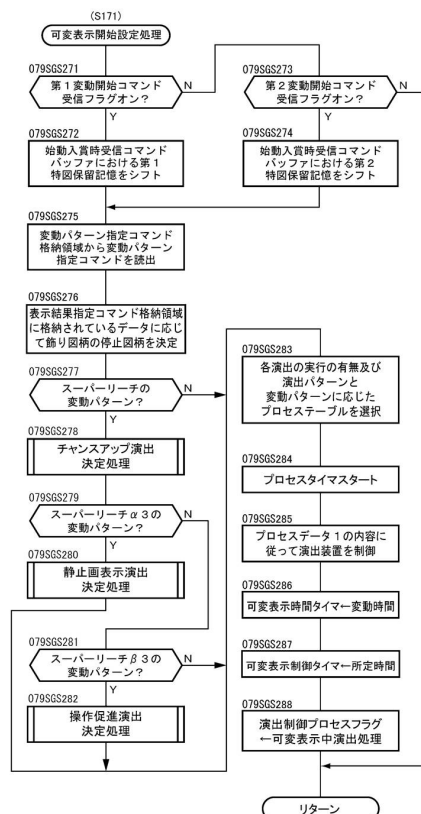 (S171)
可変表示開始設定処理
079SGS271
第1変動開始コマンド
受信フラグオン?
N
Y
079SGS273
第2変動開始コマンド
受信フラグオン?
N
Y
079SGS272
始動入賞時受信コマンド
バッファにおける第1
特図保留記憶をシフト
079SGS274
始動入賞時受信コマンド
バッファにおける第2
特図保留記憶をシフト
079SGS275
変動パターン指定コマンド
格納領域から変動パターン
指定コマンドを読出
079SGS276
表示結果指定コマンド格納領域
に格納されているデータに応じ
て飾り図柄の停止図柄を決定
079SGS277
スーパーリーチの
変動パターン?
N
Y
079SGS278
チャンスアップ演出
決定処理
079SGS279
スーパーリーチα3の
変動パターン?
N
Y
079SGS280
静止画表示演出
決定処理
079SGS281
スーパーリーチβ3の
変動パターン?
N
Y
079SGS282
操作促進演出
決定処理
079SGS283
各演出の実行の有無及び
演出パターンと
変動パターンに応じた
プロセステーブルを選択
079SGS284
プロセスタイマスタート
079SGS285
プロセスデータ1の内容に
従って演出装置を制御
079SGS286
可変表示時間タイマ←変動時間
079SGS287
可変表示制御タイマ←所定時間
079SGS288
演出制御プロセスフラグ
←可変表示中演出処理
リターン